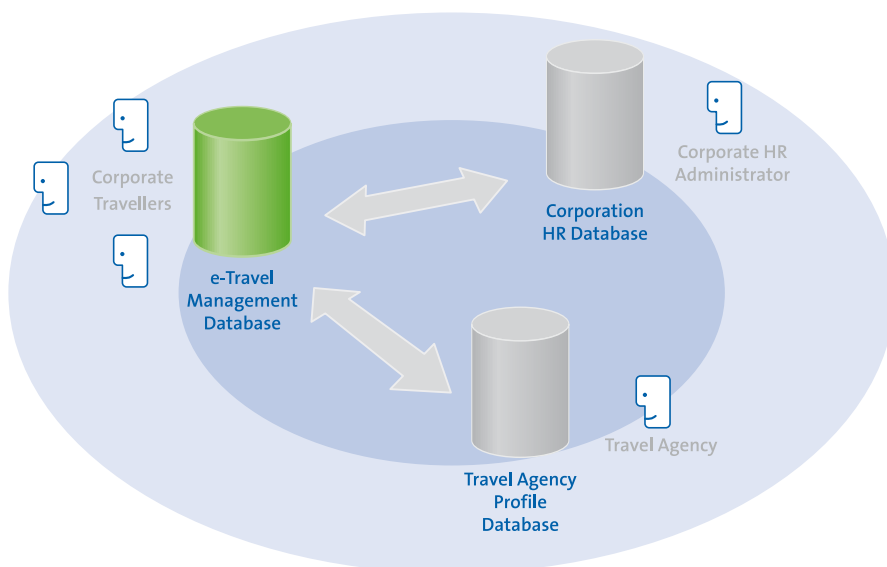 Corporate
Travellers
e-Travel
Management
Database
Corporation
HR Database
Corporate HR
Administrator
Travel Agency
Profile
Database
Travel Agency